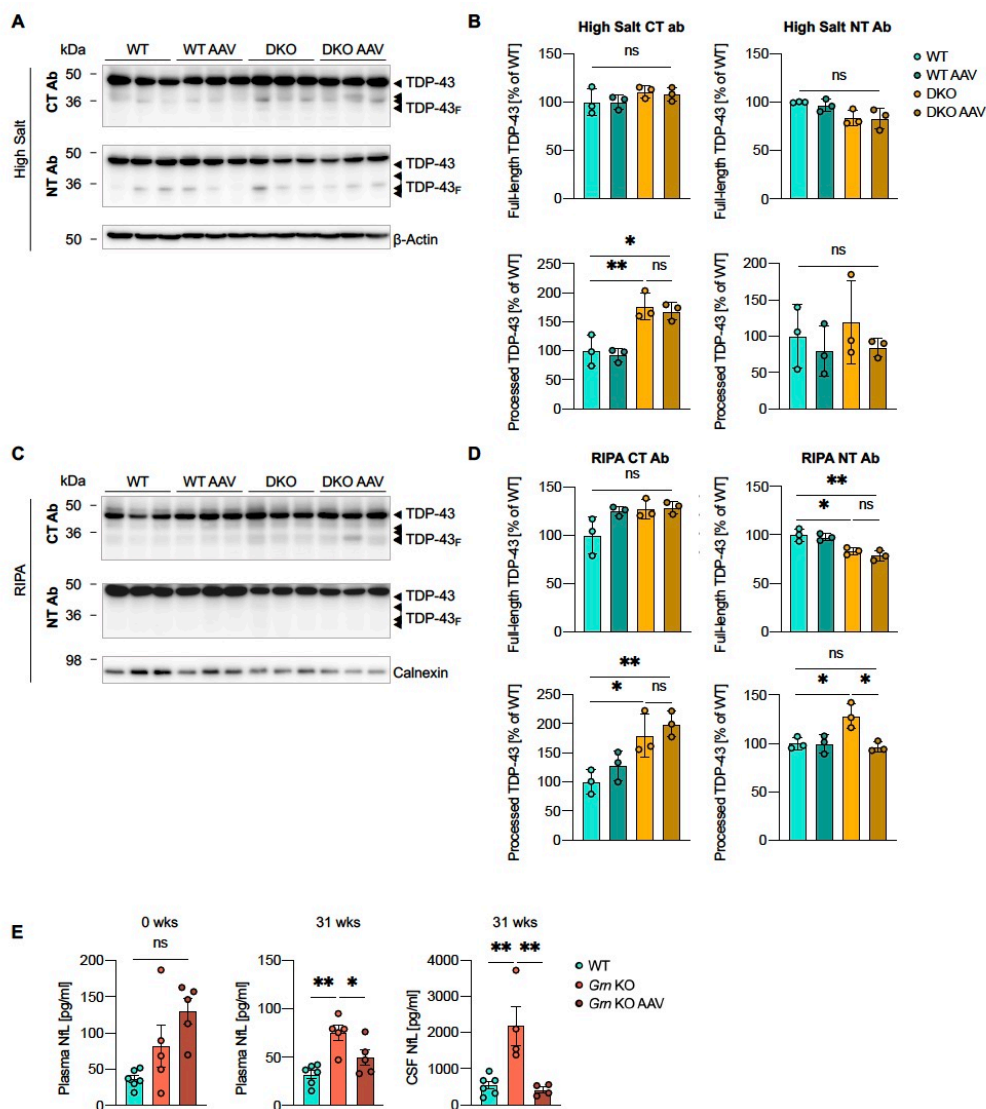 A
B
High Salt CT ab
High Salt NT Ab
kDa
WT
WT AAV
DKO
DKO AAV
High Salt
CT Ab
50
36
TDP-43
TDP-43F
NT Ab
50
36
TDP-43
TDP-43F
50
β-Actin
Full-length TDP-43 [% of WT]
150
100
50
0
ns
Full-length TDP-43 [% of WT]
150
100
50
0
ns
WT
WT AAV
DKO
DKO AAV
Processed TDP-43 [% of WT]
250
200
150
100
50
0
*
**
ns
Processed TDP-43 [% of WT]
200
150
100
50
0
ns
C
D
RIPA CT Ab
RIPA NT Ab
kDa
WT
WT AAV
DKO
DKO AAV
RIPA
CT Ab
50
36
TDP-43
TDP-43F
NT Ab
50
36
TDP-43
TDP-43F
98
Calnexin
Full-length TDP-43 [% of WT]
150
100
50
0
ns
Full-length TDP-43 [% of WT]
150
100
50
0
**
*
ns
Processed TDP-43 [% of WT]
250
200
150
100
50
0
**
*
ns
Processed TDP-43 [% of WT]
150
100
50
0
ns
*
*
E
0 wks
31 wks
31 wks
Plasma NfL [pg/ml]
200
150
100
50
0
ns
Plasma NfL [pg/ml]
150
100
50
0
**
*
CSF NfL [pg/ml]
4000
3000
2000
1000
0
**
**
WT
Grn KO
Grn KO AAV